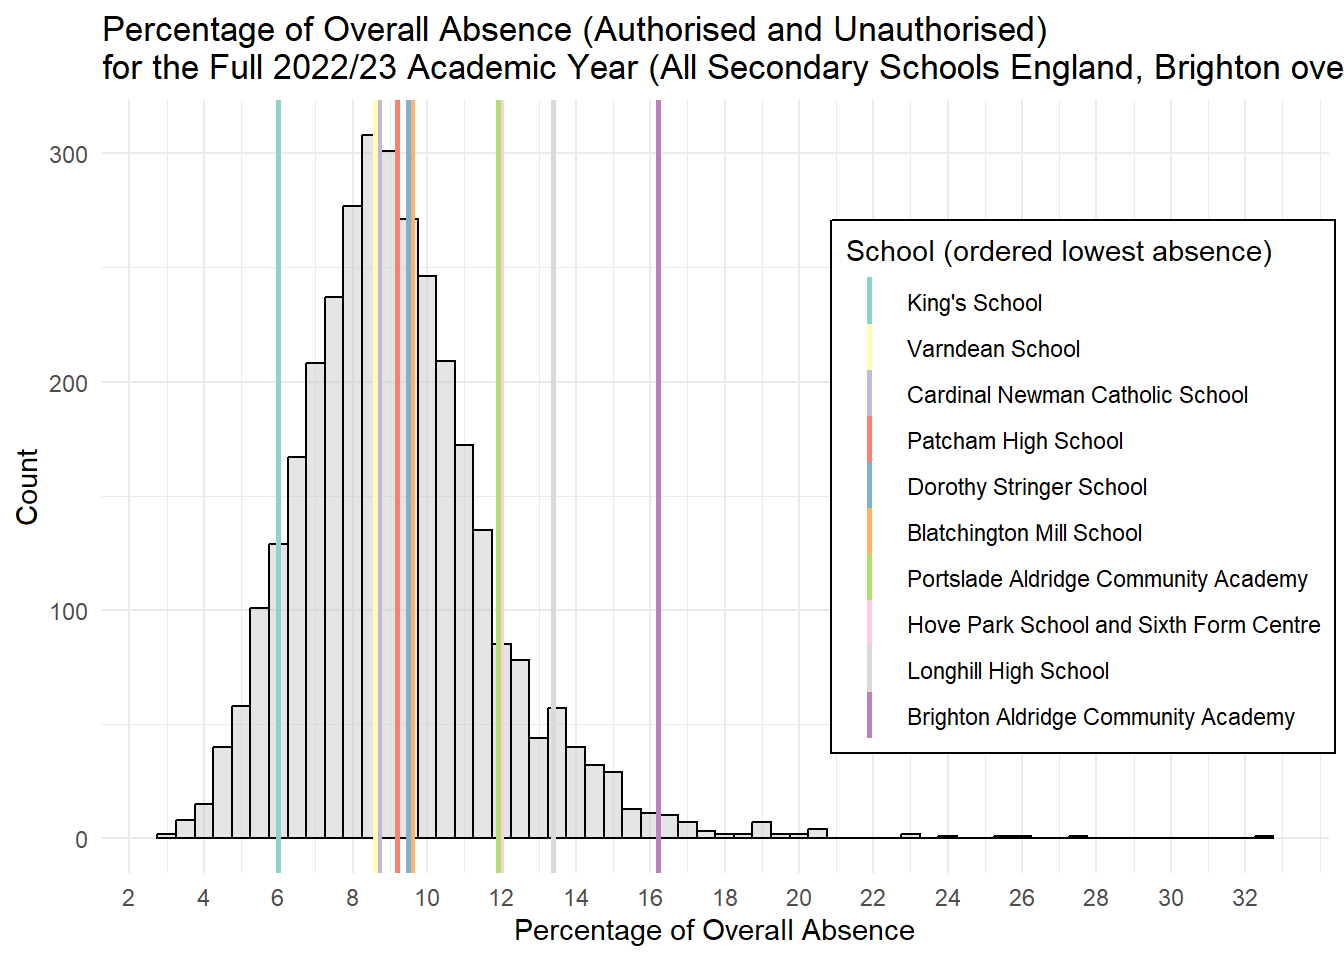 Percentage of Overall Absence (Authorised and Unauthorised)
for the Full 2022/23 Academic Year (All Secondary Schools England, Brighton ove
300
200
100
0
Count
School (ordered lowest absence)
King's School
Varndean School
Cardinal Newman Catholic School
Patcham High School
Dorothy Stringer School
Blatchington Mill School
Portslade Aldridge Community Academy
Hove Park School and Sixth Form Centre
Longhill High School
Brighton Aldridge Community Academy
2 4 6 8 10 12 14 16 18 20 22 24 26 28 30 32
Percentage of Overall Absence